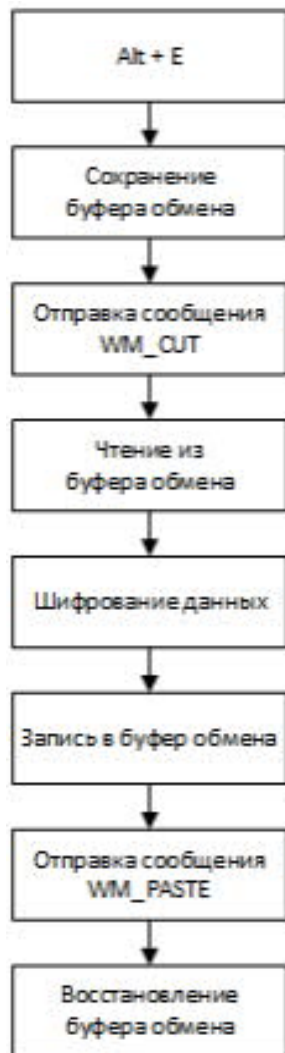 Alt + E
Сохранение
буфера обмена
Отправка сообщения
WM_CUT
Чтение из
буфера обмена
Шифрование данных
Запись в буфер обмена
Отправка сообщения
WM_PASTE
Восстановление
буфера обмена